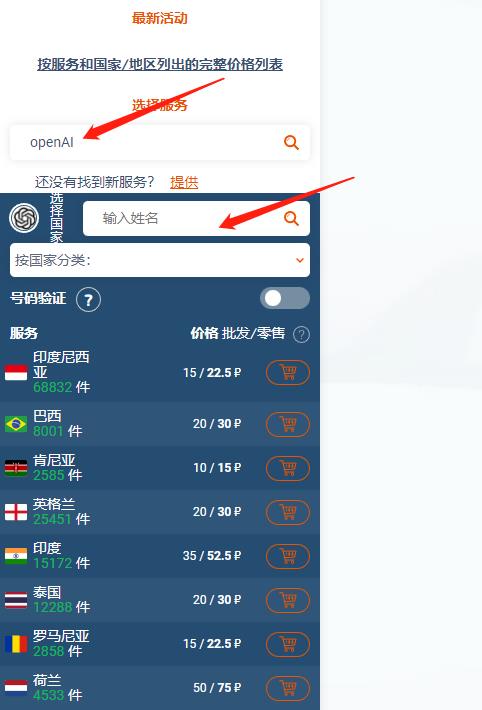 最新活动
按服务和国家/地区列出的完整价格列表
选择服务
openAI
还没有找到新服务？ 提供
选择国家
输入姓名
按国家分类：
号码验证 ?
服务 价格 批发/零售 ?
印度尼西亚
68832 件
15 / 22.5 ₽
巴西
8001 件
20 / 30 ₽
肯尼亚
2585 件
10 / 15 ₽
英格兰
25451 件
20 / 30 ₽
印度
15172 件
35 / 52.5 ₽
泰国
12288 件
20 / 30 ₽
罗马尼亚
2858 件
15 / 22.5 ₽
荷兰
4533 件
50 / 75 ₽